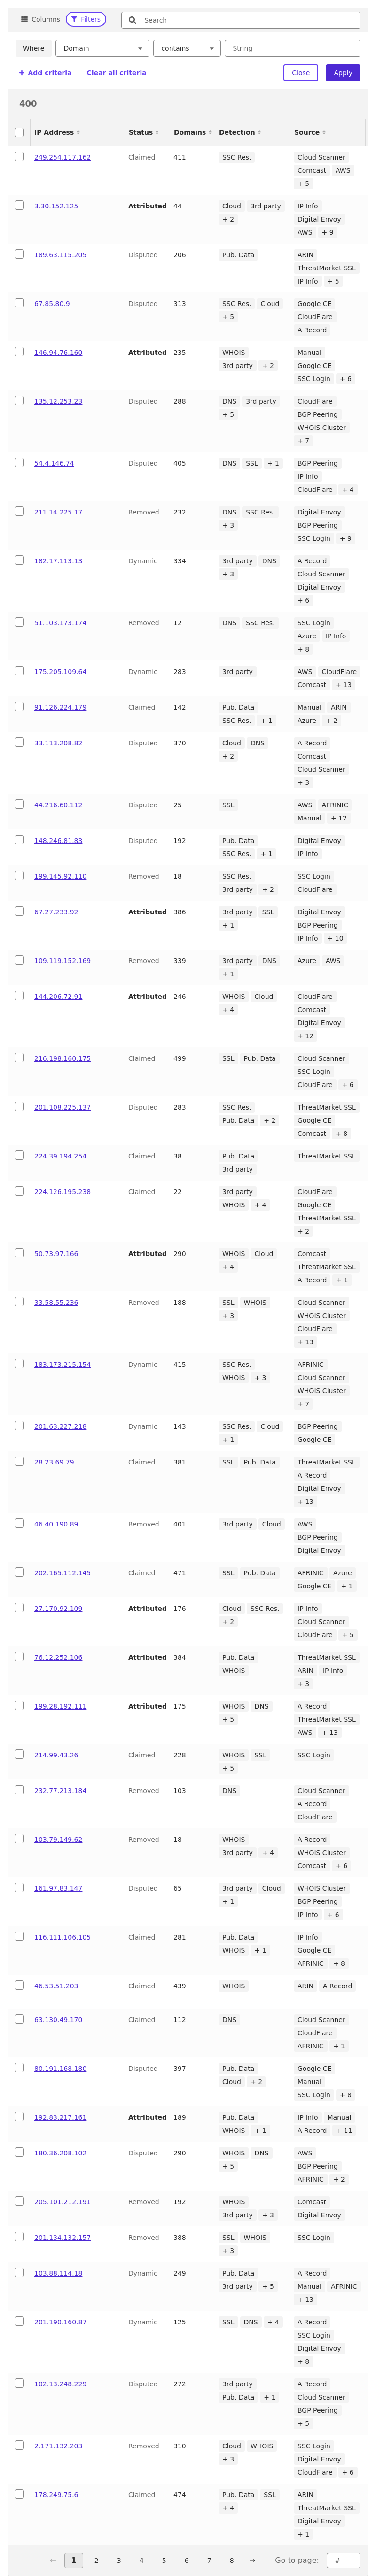 Columns Filters Search
Where Domain contains String
+ Add criteria Clear all criteria Close Apply
400
IP Address Status Domains Detection Source
249.254.117.162 Claimed 411 SSC Res. Cloud Scanner
Comcast AWS
+ 5
3.30.152.125 Attributed 44 Cloud 3rd party IP Info
+ 2 Digital Envoy
AWS + 9
189.63.115.205 Disputed 206 Pub. Data ARIN
ThreatMarket SSL
IP Info + 5
67.85.80.9 Disputed 313 SSC Res. Cloud Google CE
+ 5 CloudFlare
A Record
146.94.76.160 Attributed 235 WHOIS Manual
3rd party + 2 Google CE
SSC Login + 6
135.12.253.23 Disputed 288 DNS 3rd party CloudFlare
+ 5 BGP Peering
WHOIS Cluster
+ 7
54.4.146.74 Disputed 405 DNS SSL + 1 BGP Peering
IP Info
CloudFlare + 4
211.14.225.17 Removed 232 DNS SSC Res. Digital Envoy
+ 3 BGP Peering
SSC Login + 9
182.17.113.13 Dynamic 334 3rd party DNS A Record
+ 3 Cloud Scanner
Digital Envoy
+ 6
51.103.173.174 Removed 12 DNS SSC Res. SSC Login
Azure IP Info
+ 8
175.205.109.64 Dynamic 283 3rd party AWS CloudFlare
Comcast + 13
91.126.224.179 Claimed 142 Pub. Data Manual ARIN
SSC Res. + 1 Azure + 2
33.113.208.82 Disputed 370 Cloud DNS A Record
+ 2 Comcast
Cloud Scanner
+ 3
44.216.60.112 Disputed 25 SSL AWS AFRINIC
Manual + 12
148.246.81.83 Disputed 192 Pub. Data Digital Envoy
SSC Res. + 1 IP Info
199.145.92.110 Removed 18 SSC Res. SSC Login
3rd party + 2 CloudFlare
67.27.233.92 Attributed 386 3rd party SSL Digital Envoy
+ 1 BGP Peering
IP Info + 10
109.119.152.169 Removed 339 3rd party DNS Azure AWS
+ 1
144.206.72.91 Attributed 246 WHOIS Cloud CloudFlare
+ 4 Comcast
Digital Envoy
+ 12
216.198.160.175 Claimed 499 SSL Pub. Data Cloud Scanner
SSC Login
CloudFlare + 6
201.108.225.137 Disputed 283 SSC Res. ThreatMarket SSL
Pub. Data + 2 Google CE
Comcast + 8
224.39.194.254 Claimed 38 Pub. Data ThreatMarket SSL
3rd party
224.126.195.238 Claimed 22 3rd party CloudFlare
WHOIS + 4 Google CE
ThreatMarket SSL
+ 2
50.73.97.166 Attributed 290 WHOIS Cloud Comcast
+ 4 ThreatMarket SSL
A Record + 1
33.58.55.236 Removed 188 SSL WHOIS Cloud Scanner
+ 3 WHOIS Cluster
CloudFlare
+ 13
183.173.215.154 Dynamic 415 SSC Res. AFRINIC
WHOIS + 3 Cloud Scanner
WHOIS Cluster
+ 7
201.63.227.218 Dynamic 143 SSC Res. Cloud BGP Peering
+ 1 Google CE
28.23.69.79 Claimed 381 SSL Pub. Data ThreatMarket SSL
A Record
Digital Envoy
+ 13
46.40.190.89 Removed 401 3rd party Cloud AWS
BGP Peering
Digital Envoy
202.165.112.145 Claimed 471 SSL Pub. Data AFRINIC Azure
Google CE + 1
27.170.92.109 Attributed 176 Cloud SSC Res. IP Info
+ 2 Cloud Scanner
CloudFlare + 5
76.12.252.106 Attributed 384 Pub. Data ThreatMarket SSL
WHOIS ARIN IP Info
+ 3
199.28.192.111 Attributed 175 WHOIS DNS A Record
+ 5 ThreatMarket SSL
AWS + 13
214.99.43.26 Claimed 228 WHOIS SSL SSC Login
+ 5
232.77.213.184 Removed 103 DNS Cloud Scanner
A Record
CloudFlare
103.79.149.62 Removed 18 WHOIS A Record
3rd party + 4 WHOIS Cluster
Comcast + 6
161.97.83.147 Disputed 65 3rd party Cloud WHOIS Cluster
+ 1 BGP Peering
IP Info + 6
116.111.106.105 Claimed 281 Pub. Data IP Info
WHOIS + 1 Google CE
AFRINIC + 8
46.53.51.203 Claimed 439 WHOIS ARIN A Record
63.130.49.170 Claimed 112 DNS Cloud Scanner
CloudFlare
AFRINIC + 1
80.191.168.180 Disputed 397 Pub. Data Google CE
Cloud + 2 Manual
SSC Login + 8
192.83.217.161 Attributed 189 Pub. Data IP Info Manual
WHOIS + 1 A Record + 11
180.36.208.102 Disputed 290 WHOIS DNS AWS
+ 5 BGP Peering
AFRINIC + 2
205.101.212.191 Removed 192 WHOIS Comcast
3rd party + 3 Digital Envoy
201.134.132.157 Removed 388 SSL WHOIS SSC Login
+ 3
103.88.114.18 Dynamic 249 Pub. Data A Record
3rd party + 5 Manual AFRINIC
+ 13
201.190.160.87 Dynamic 125 SSL DNS + 4 A Record
SSC Login
Digital Envoy
+ 8
102.13.248.229 Disputed 272 3rd party A Record
Pub. Data + 1 Cloud Scanner
BGP Peering
+ 5
2.171.132.203 Removed 310 Cloud WHOIS SSC Login
+ 3 Digital Envoy
CloudFlare + 6
178.249.75.6 Claimed 474 Pub. Data SSL ARIN
+ 4 ThreatMarket SSL
Digital Envoy
+ 1
← 1 2 3 4 5 6 7 8 → Go to page: #